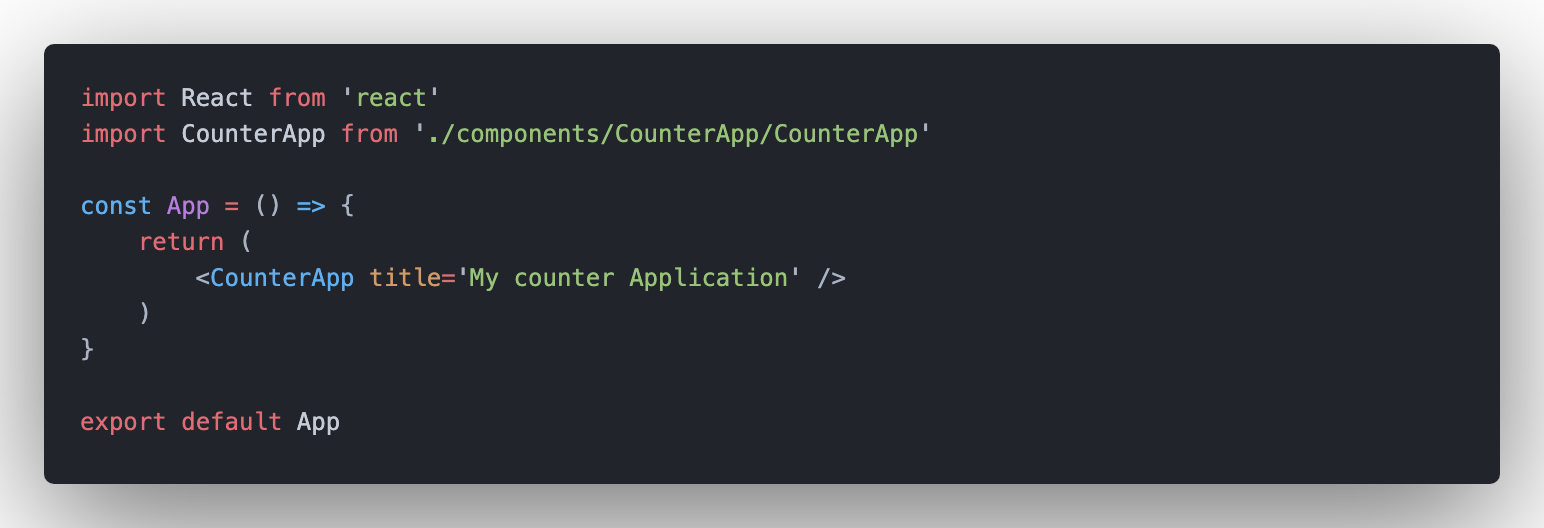 import React from 'react'
import CounterApp from './components/CounterApp/CounterApp'

const App = () => {
    return (
        <CounterApp title='My counter Application' />
    )
}

export default App